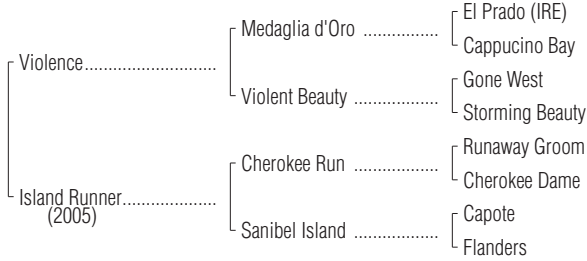 El Prado (IRE)
Medaglia d'Oro ..................
Cappucino Bay
Violence..............................
Gone West
Violent Beauty ....................
Storming Beauty
Runaway Groom
Cherokee Run ....................
Cherokee Dame
Island Runner.....................
(2005)
Capote
Sanibel Island ....................
Flanders